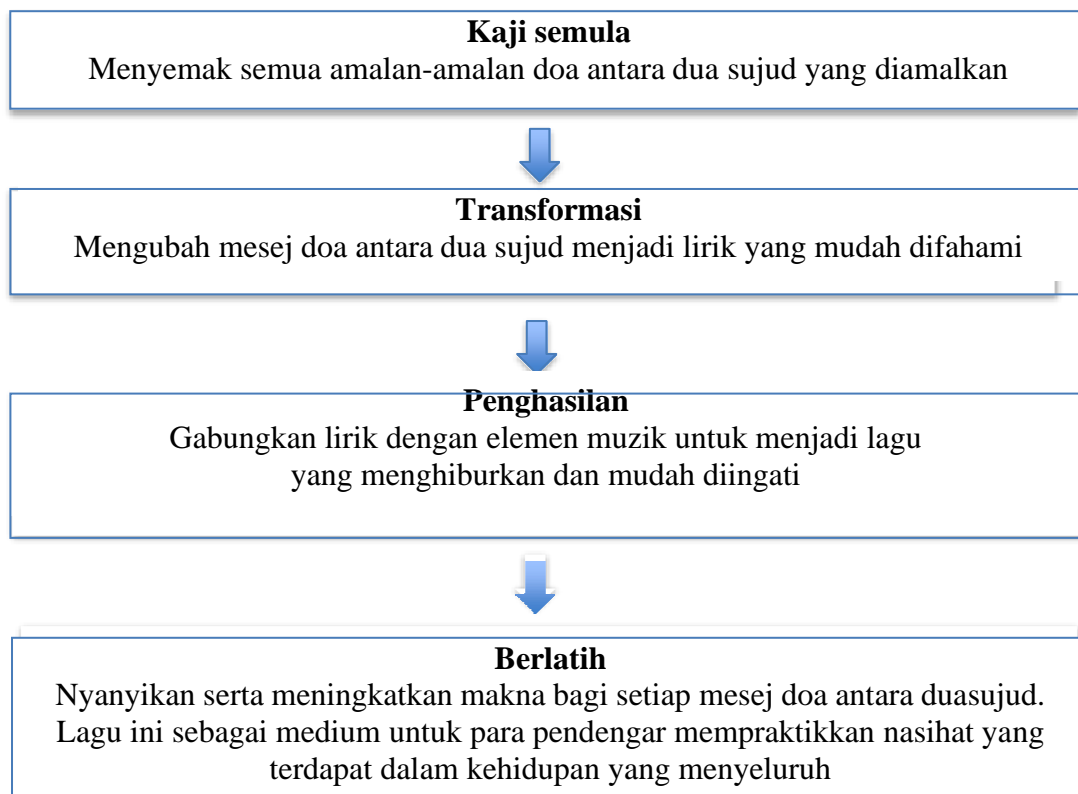 Kaji semula
Menyemak semua amalan-amalan doa antara dua sujud yang diamalkan
Transformasi
Mengubah mesej doa antara dua sujud menjadi lirik yang mudah difahami
Penghasilan
Gabungkan lirik dengan elemen muzik untuk menjadi lagu
yang menghiburkan dan mudah diingati
Berlatih
Nyanyikan serta meningkatkan makna bagi setiap mesej doa antara duasujud.
Lagu ini sebagai medium untuk para pendengar mempraktikkan nasihat yang
terdapat dalam kehidupan yang menyeluruh